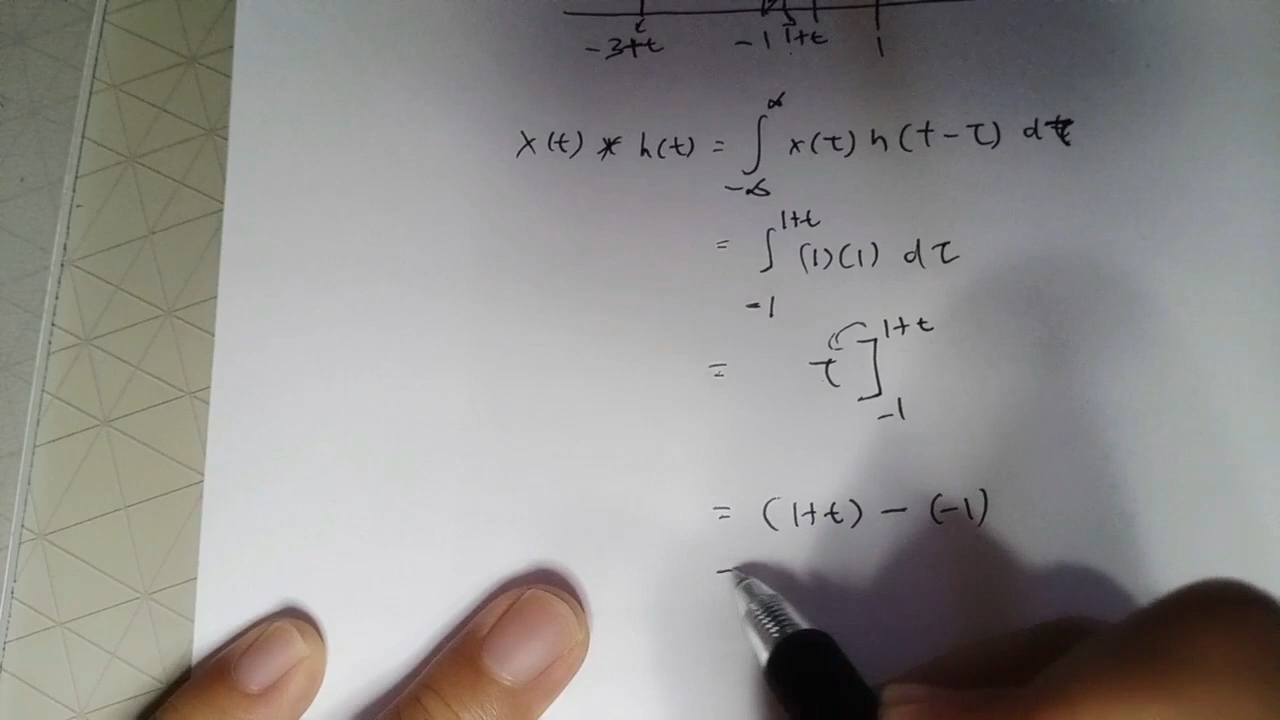 -3+t -1 1+t 1
x(t) * h(t) = ∫_{-∞}^{∞} x(τ) h(t-τ) dτ
= ∫_{-1}^{1+t} (1)(1) dτ
= τ]_{-1}^{1+t}
= (1+t) - (-1)